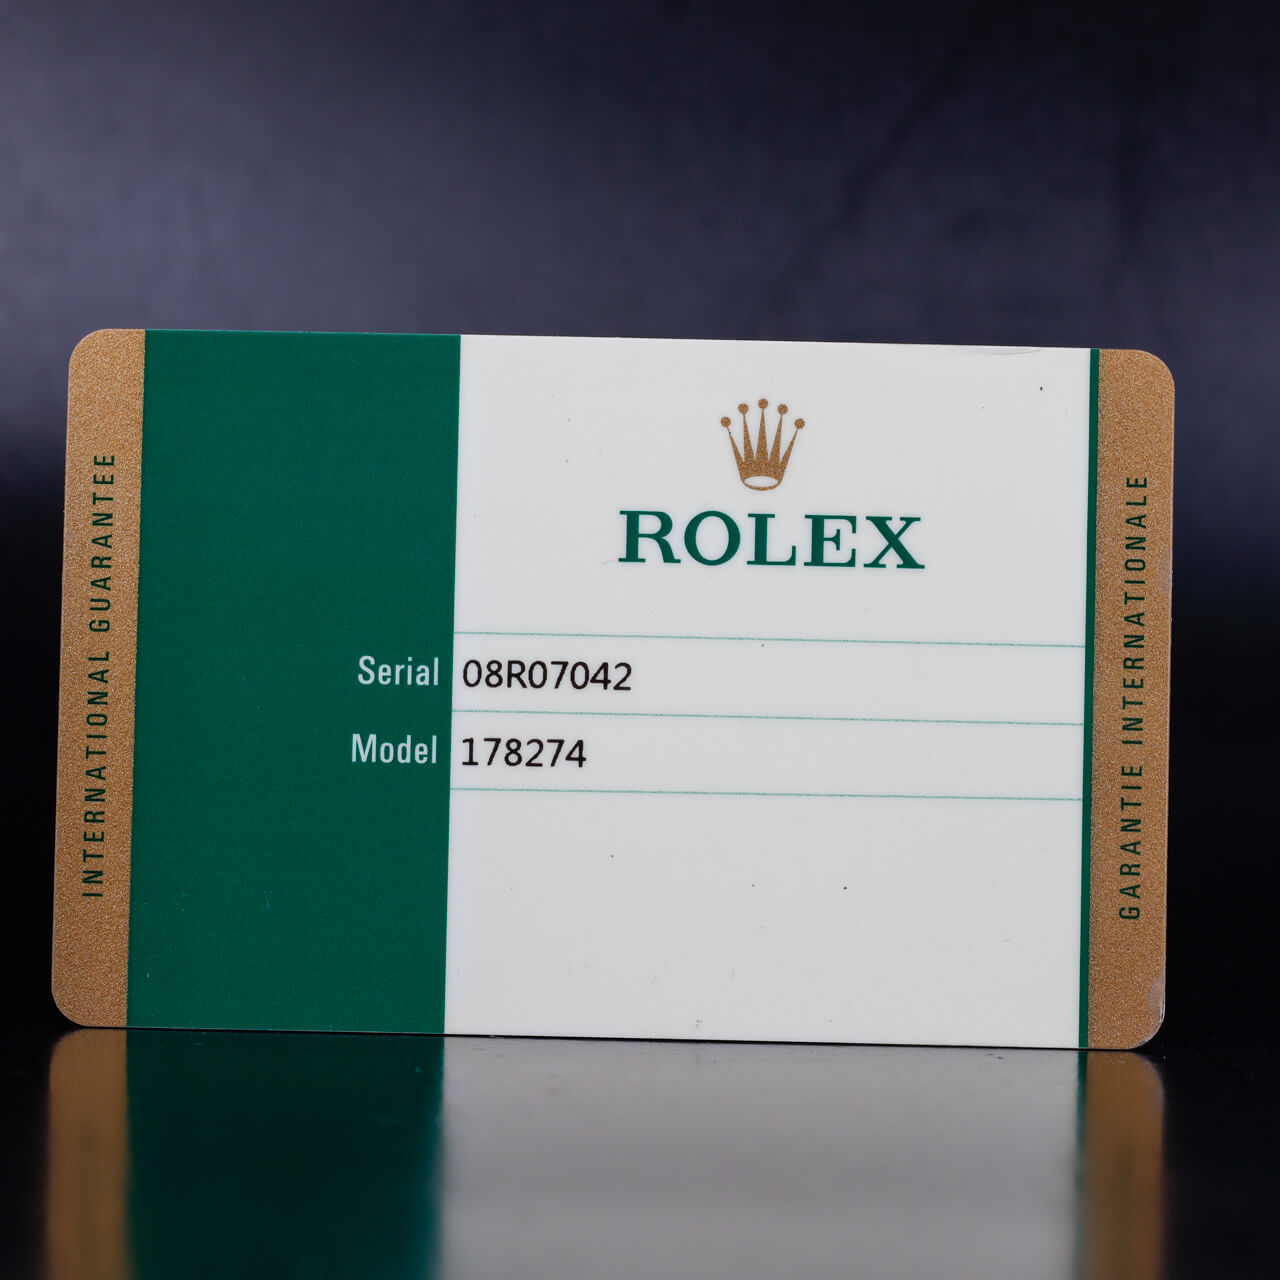 INTERNATIONAL GUARANTEE
ROLEX
Serial 08R07042
Model 178274
GARANTIE INTERNATIONALE